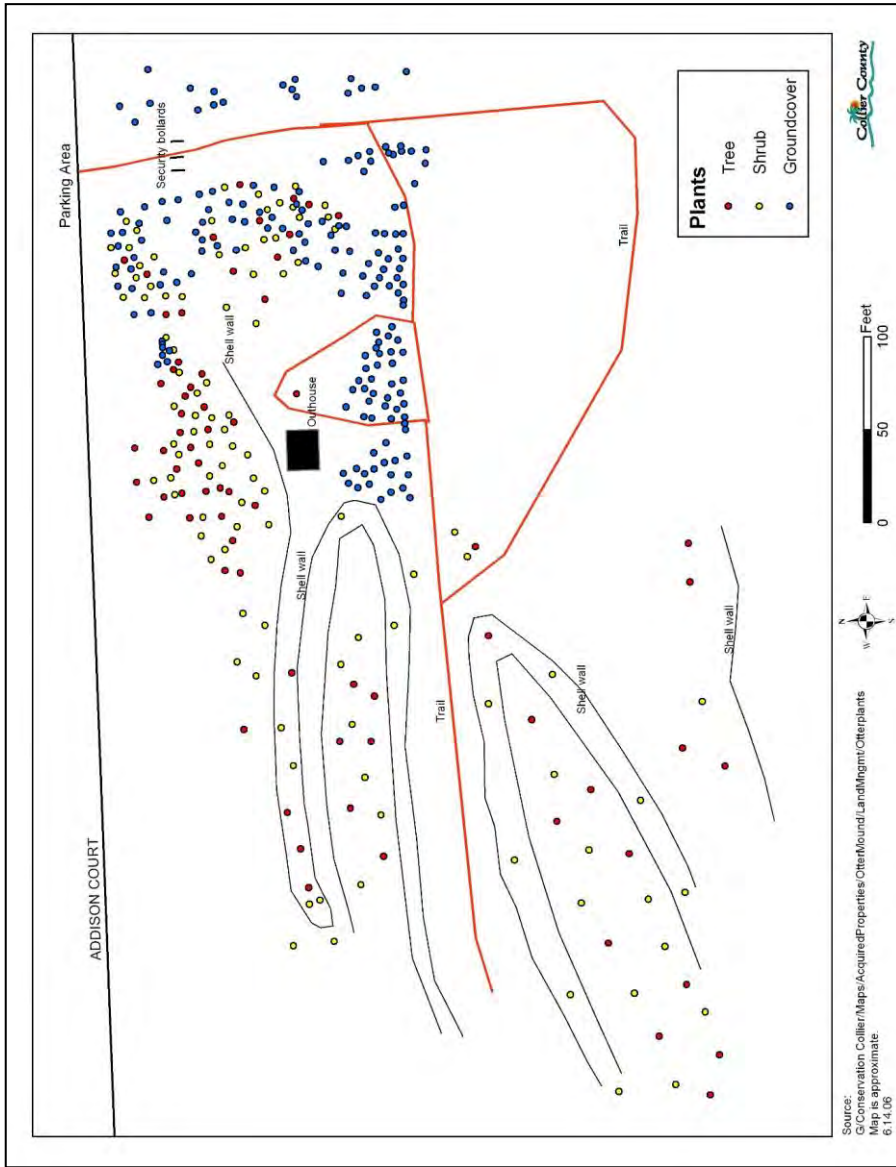 Parking Area
ADDISON COURT
Security bollards
Shell wall
Outhouse
Shell wall
Trail
Trail
Shell wall
Shell wall
Plants
Tree
Shrub
Groundcover
N
W
E
S
0
50
100
Feet
Collier County
Source:
G/Conservation Collier/Maps/AcquiredProperties/OtterMound/LandMngmt/Otterplants
Map is approximate.
6.14.06